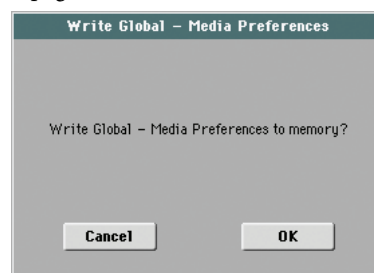 Write Global – Media Preferences
Write Global – Media Preferences to memory?
Cancel OK